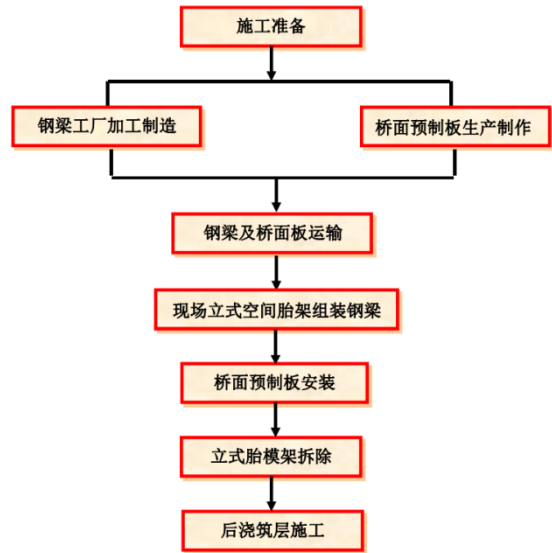 施工准备
钢梁工厂加工制造
桥面预制板生产制作
钢梁及桥面板运输
现场立式空间胎架组装钢梁
桥面预制板安装
立式胎模架拆除
后浇筑层施工